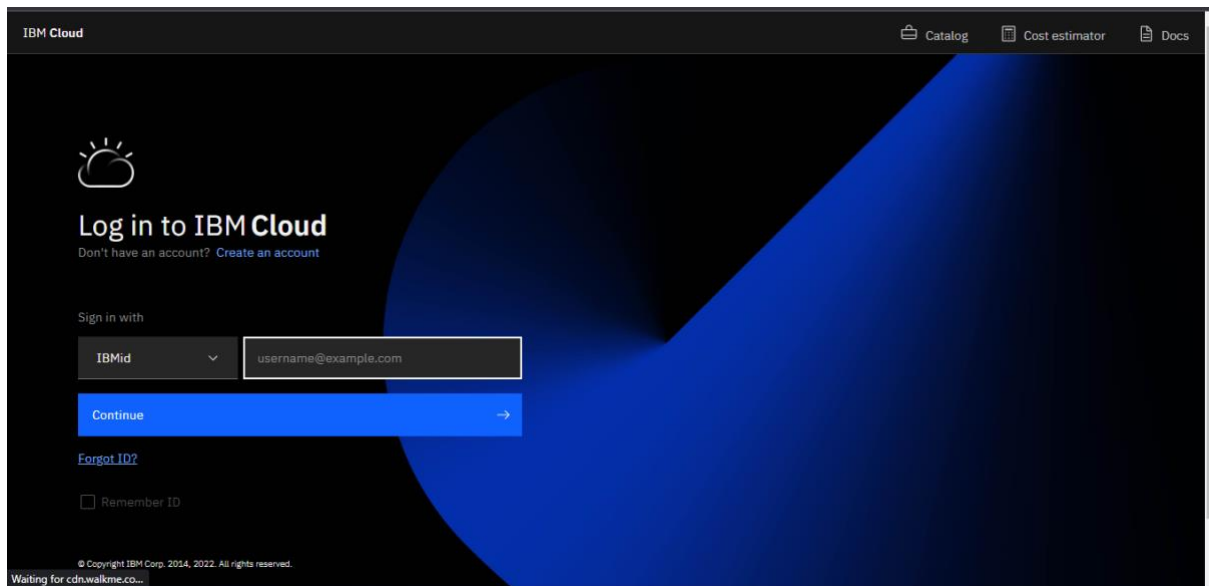 IBM Cloud
Catalog
Cost estimator
Docs
Log in to IBM Cloud
Don't have an account? Create an account
Sign in with
IBMid
username@example.com
Continue
Forgot ID?
Remember ID
© Copyright IBM Corp. 2014, 2022. All rights reserved.
Waiting for cdn.walkme.co...